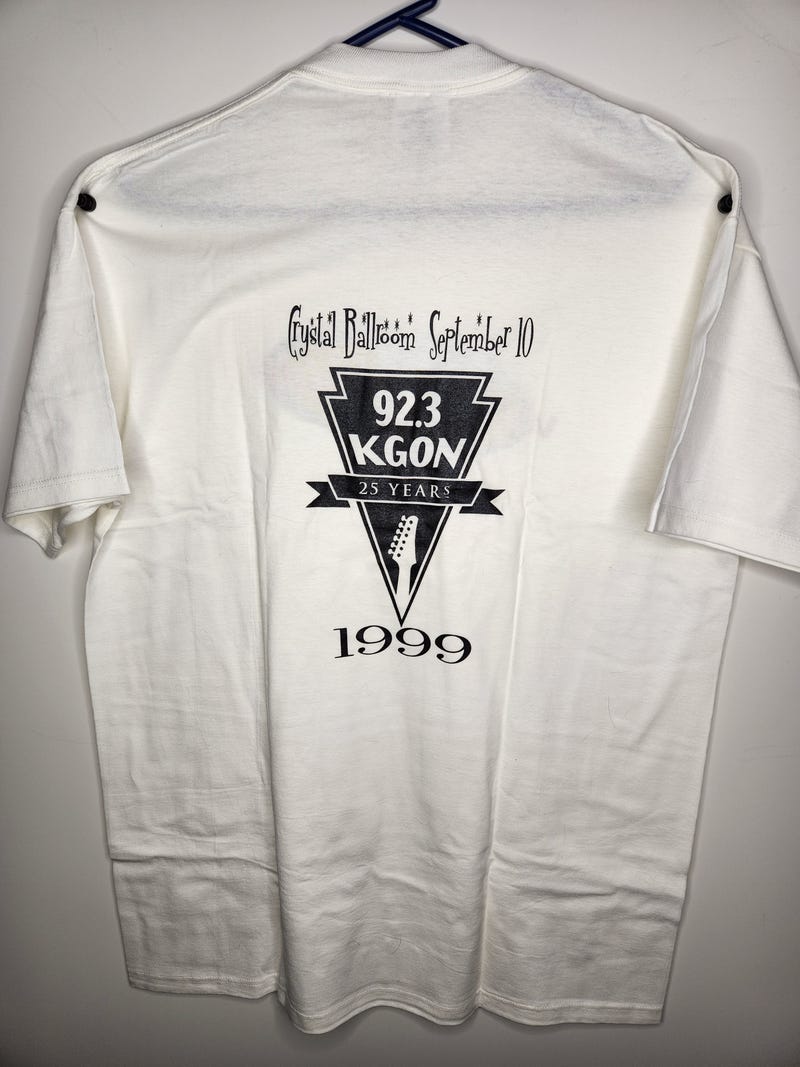 Crystal Ballroom September 10
92.3
KGON
25 YEARS
1999